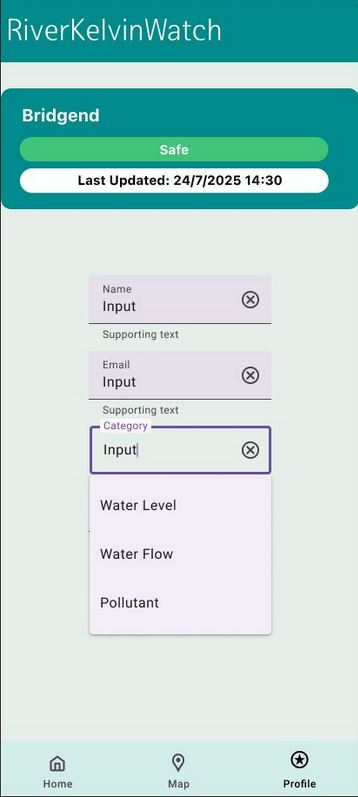 RiverKelvinWatch
Bridgend
Safe
Last Updated: 24/7/2025 14:30
Name
Input
Supporting text
Email
Input
Supporting text
Category
Input
Water Level
Water Flow
Pollutant
Home Map Profile